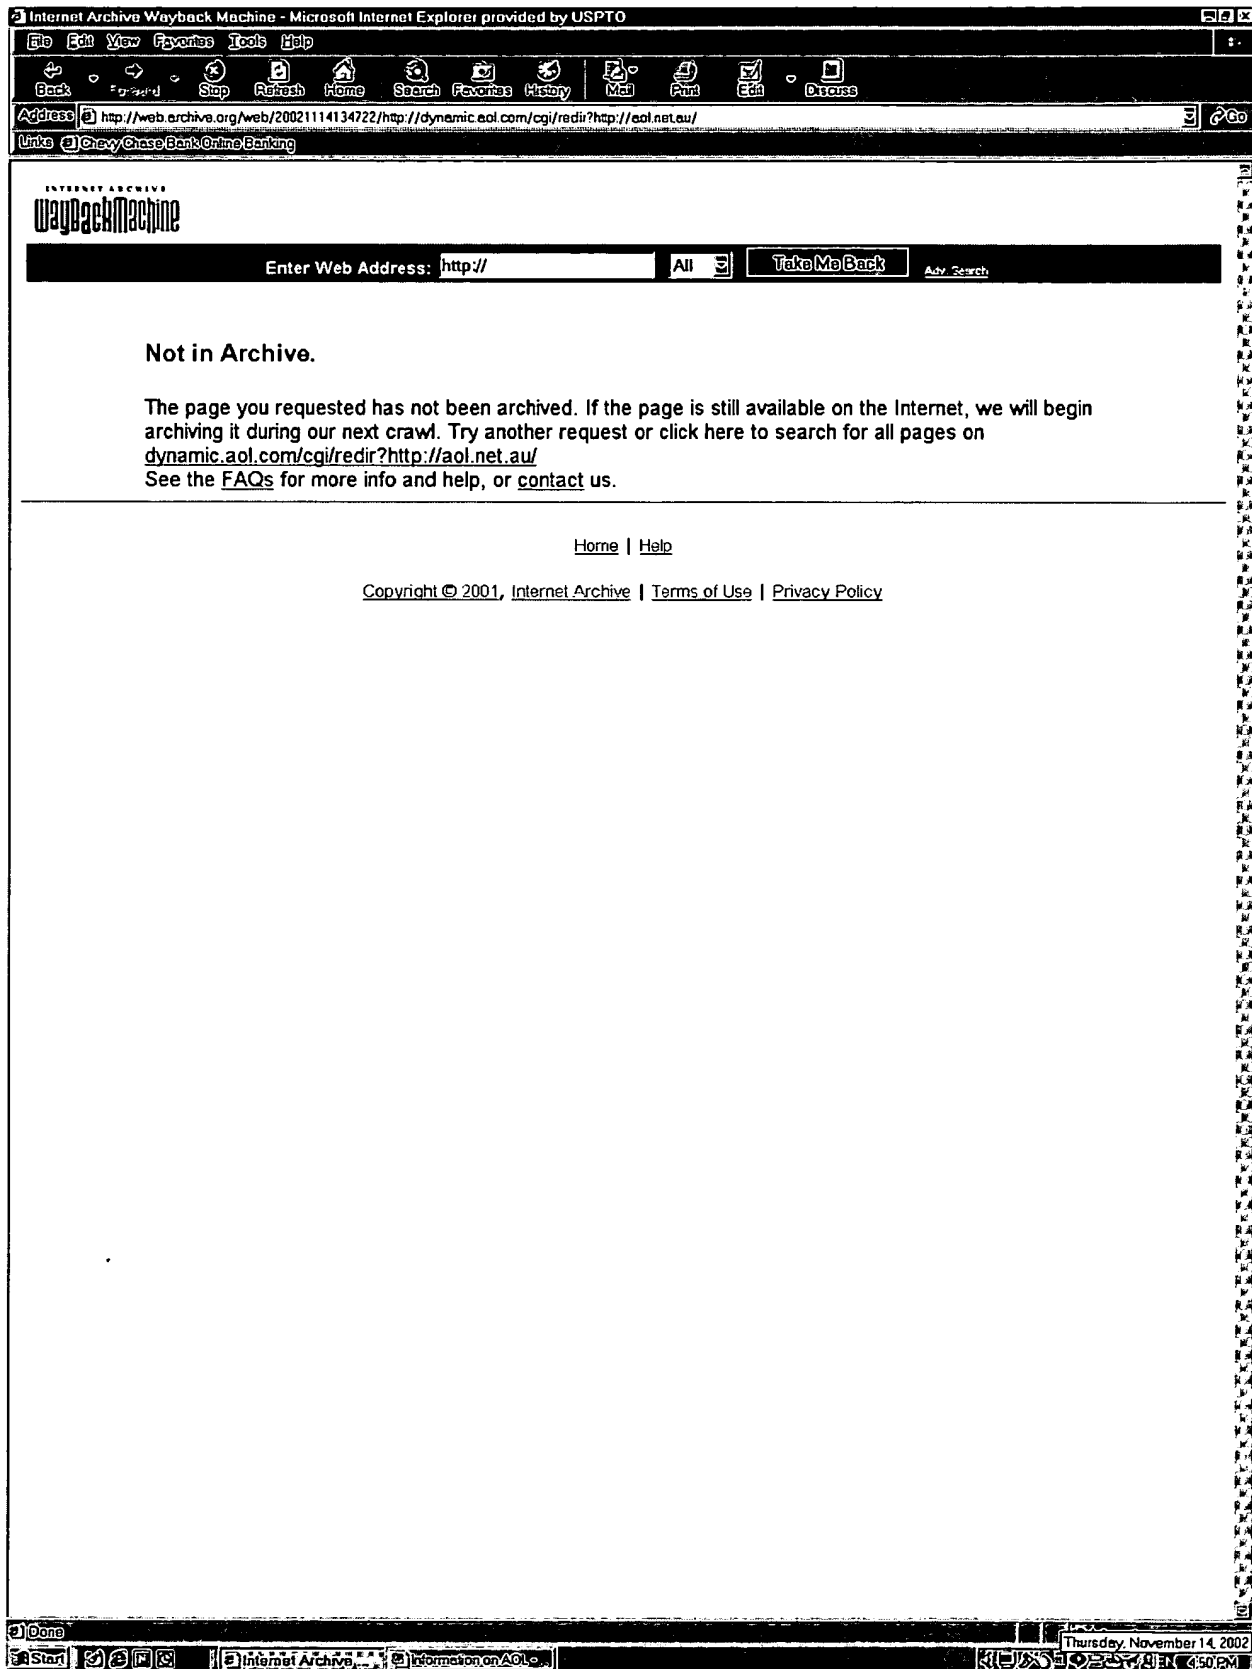 Internet Archive Wayback Machine - Microsoft Internet Explorer provided by USPTO
File Edit View Favorites Tools Help
Back Forward Stop Refresh Home Search Favorites History Mail Print Edit Discuss
Address http://web.archive.org/web/20021114134722/http://dynamic.aol.com/cgi/redir?http://aol.net.au/ Go
Links Chevy Chase Bank Online Banking
INTERNET ARCHIVE
WayBackMachine
Enter Web Address: http:// All Take Me Back Adv. Search
Not in Archive.
The page you requested has not been archived. If the page is still available on the Internet, we will begin
archiving it during our next crawl. Try another request or click here to search for all pages on
dynamic.aol.com/cgi/redir?http://aol.net.au/
See the FAQs for more info and help, or contact us.
Home | Help
Copyright © 2001, Internet Archive | Terms of Use | Privacy Policy
Done
Thursday, November 14, 2002
Start Internet Archive... Information on AOL - ... EN 4:50 PM